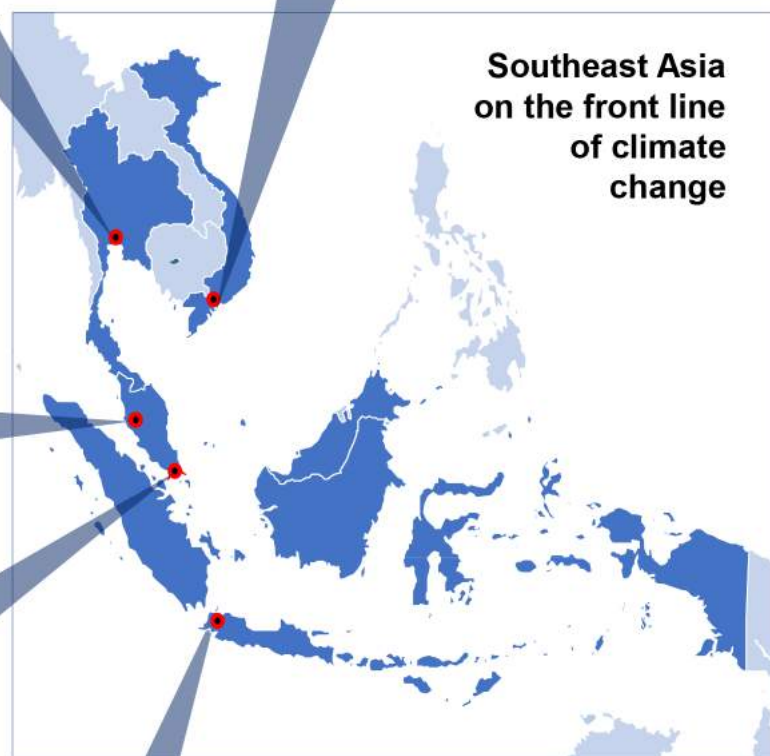 Southeast Asia
on the front line
of climate
change